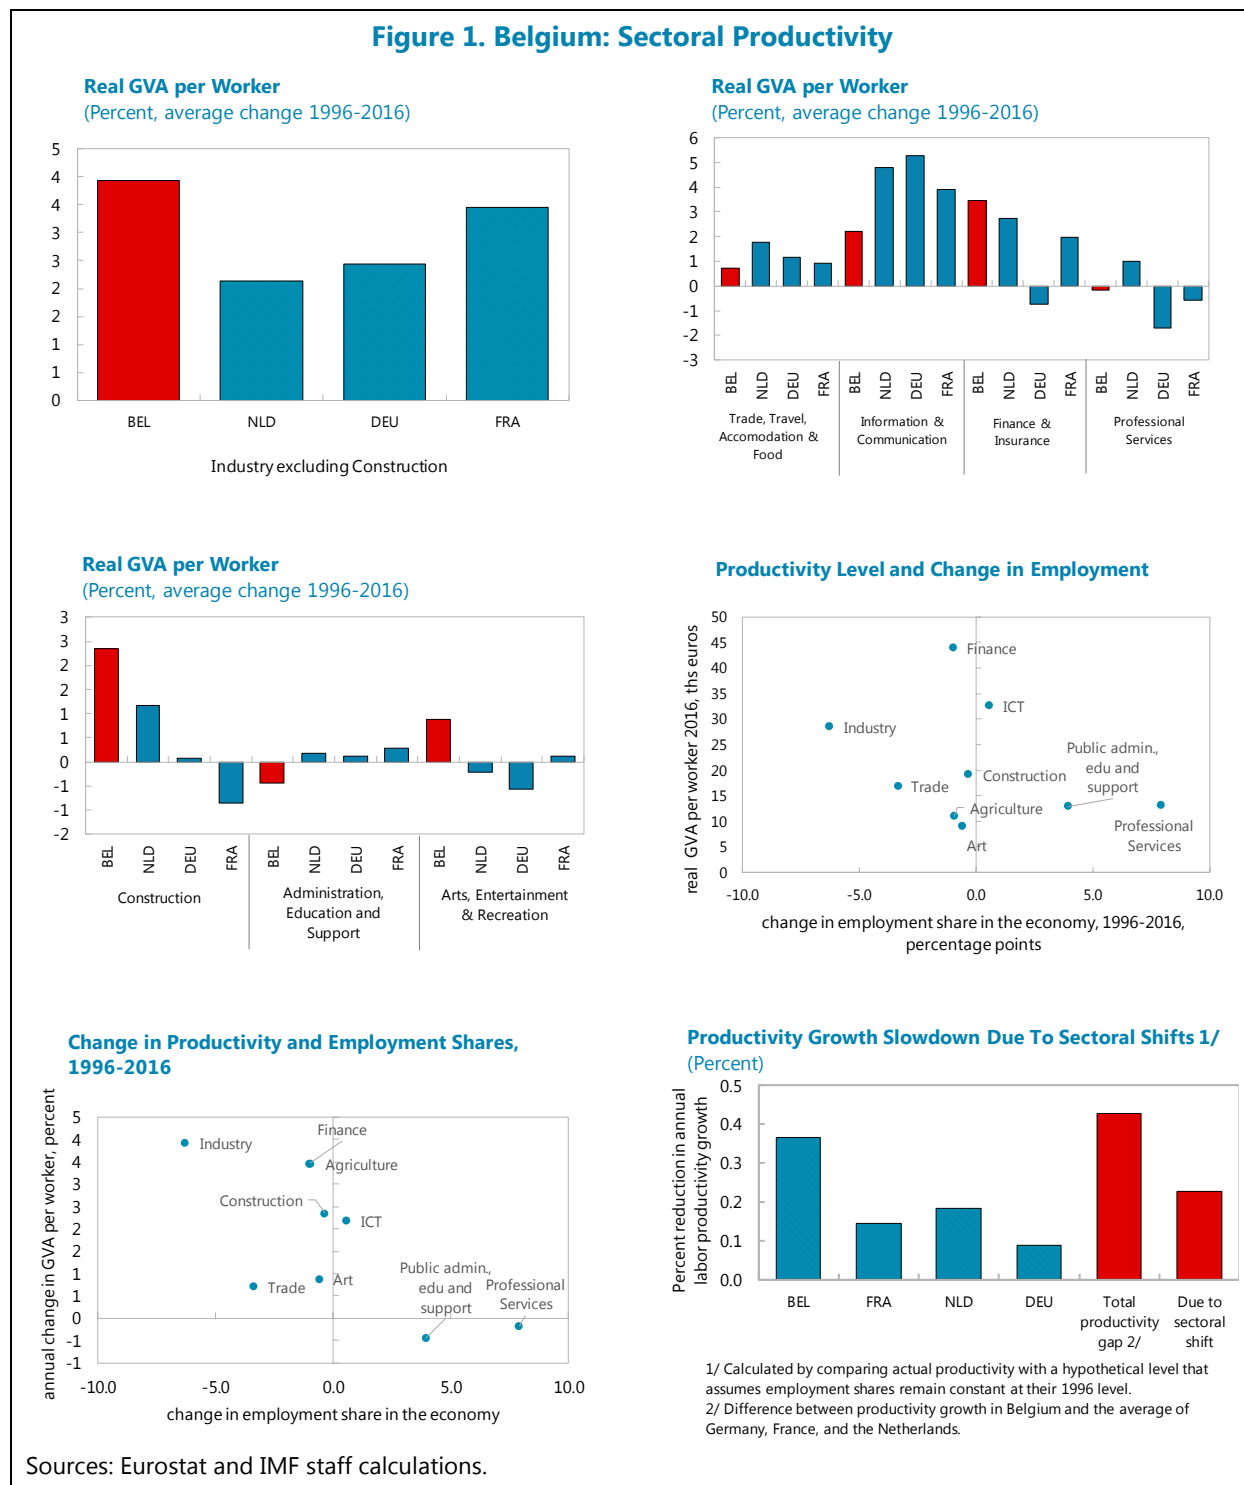 Figure 1. Belgium: Sectoral Productivity
Real GVA per Worker
(Percent, average change 1996-2016)
5
4
4
3
3
2
2
1
1
0
BEL NLD DEU FRA
Industry excluding Construction
Real GVA per Worker
(Percent, average change 1996-2016)
6
5
4
3
2
1
0
-1
-2
-3
BEL NLD DEU FRA BEL NLD DEU FRA BEL NLD DEU FRA BEL NLD DEU FRA
Trade, Travel,
Accomodation &
Food
Information &
Communication
Finance &
Insurance
Professional
Services
Real GVA per Worker
(Percent, average change 1996-2016)
3
3
2
2
1
1
0
-1
-1
-2
BEL NLD DEU FRA BEL NLD DEU FRA BEL NLD DEU FRA
Construction
Administration,
Education and
Support
Arts, Entertainment
& Recreation
Productivity Level and Change in Employment
real GVA per worker 2016, ths euros
50
45
40
35
30
25
20
15
10
5
0
Finance
ICT
Industry
Public admin.,
edu and
support
Construction
Trade
Agriculture
Professional
Services
Art
-10.0 -5.0 0.0 5.0 10.0
change in employment share in the economy, 1996-2016,
percentage points
Change in Productivity and Employment Shares,
1996-2016
annual change in GVA per worker, percent
5
4
4
3
3
2
2
1
1
0
-1
-1
Finance
Industry
Agriculture
Construction
ICT
Public admin.,
edu and
support
Professional
Services
Trade
Art
-10.0 -5.0 0.0 5.0 10.0
change in employment share in the economy
Productivity Growth Slowdown Due To Sectoral Shifts 1/
(Percent)
Percent reduction in annual
labor productivity growth
0.5
0.4
0.3
0.2
0.1
0.0
BEL FRA NLD DEU
Total
productivity
gap 2/
Due to
sectoral
shift
1/ Calculated by comparing actual productivity with a hypothetical level that
assumes employment shares remain constant at their 1996 level.
2/ Difference between productivity growth in Belgium and the average of
Germany, France, and the Netherlands.
Sources: Eurostat and IMF staff calculations.